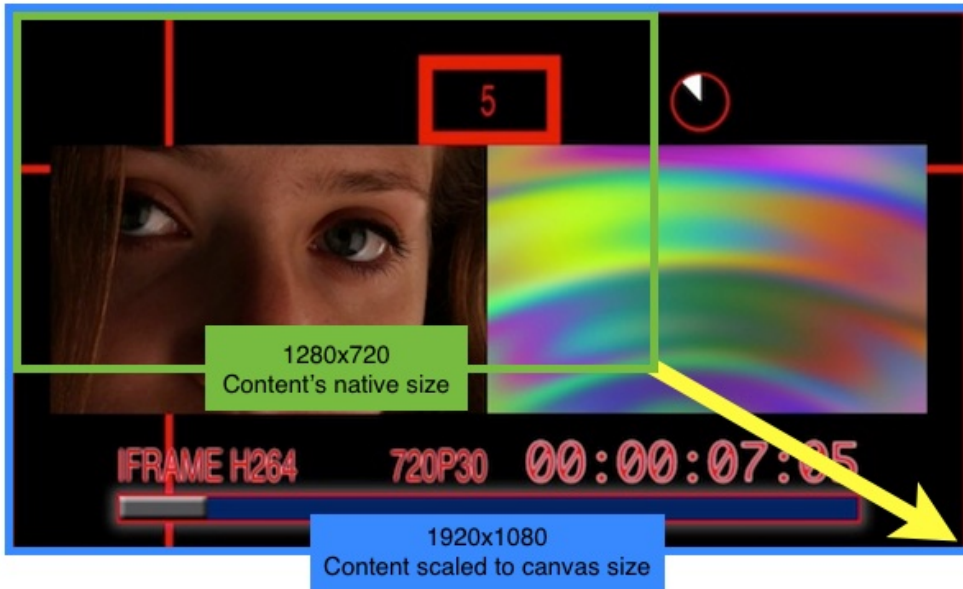 5
1280x720
Content's native size
IFRAME H264 720P30 00:00:07:05
1920x1080
Content scaled to canvas size